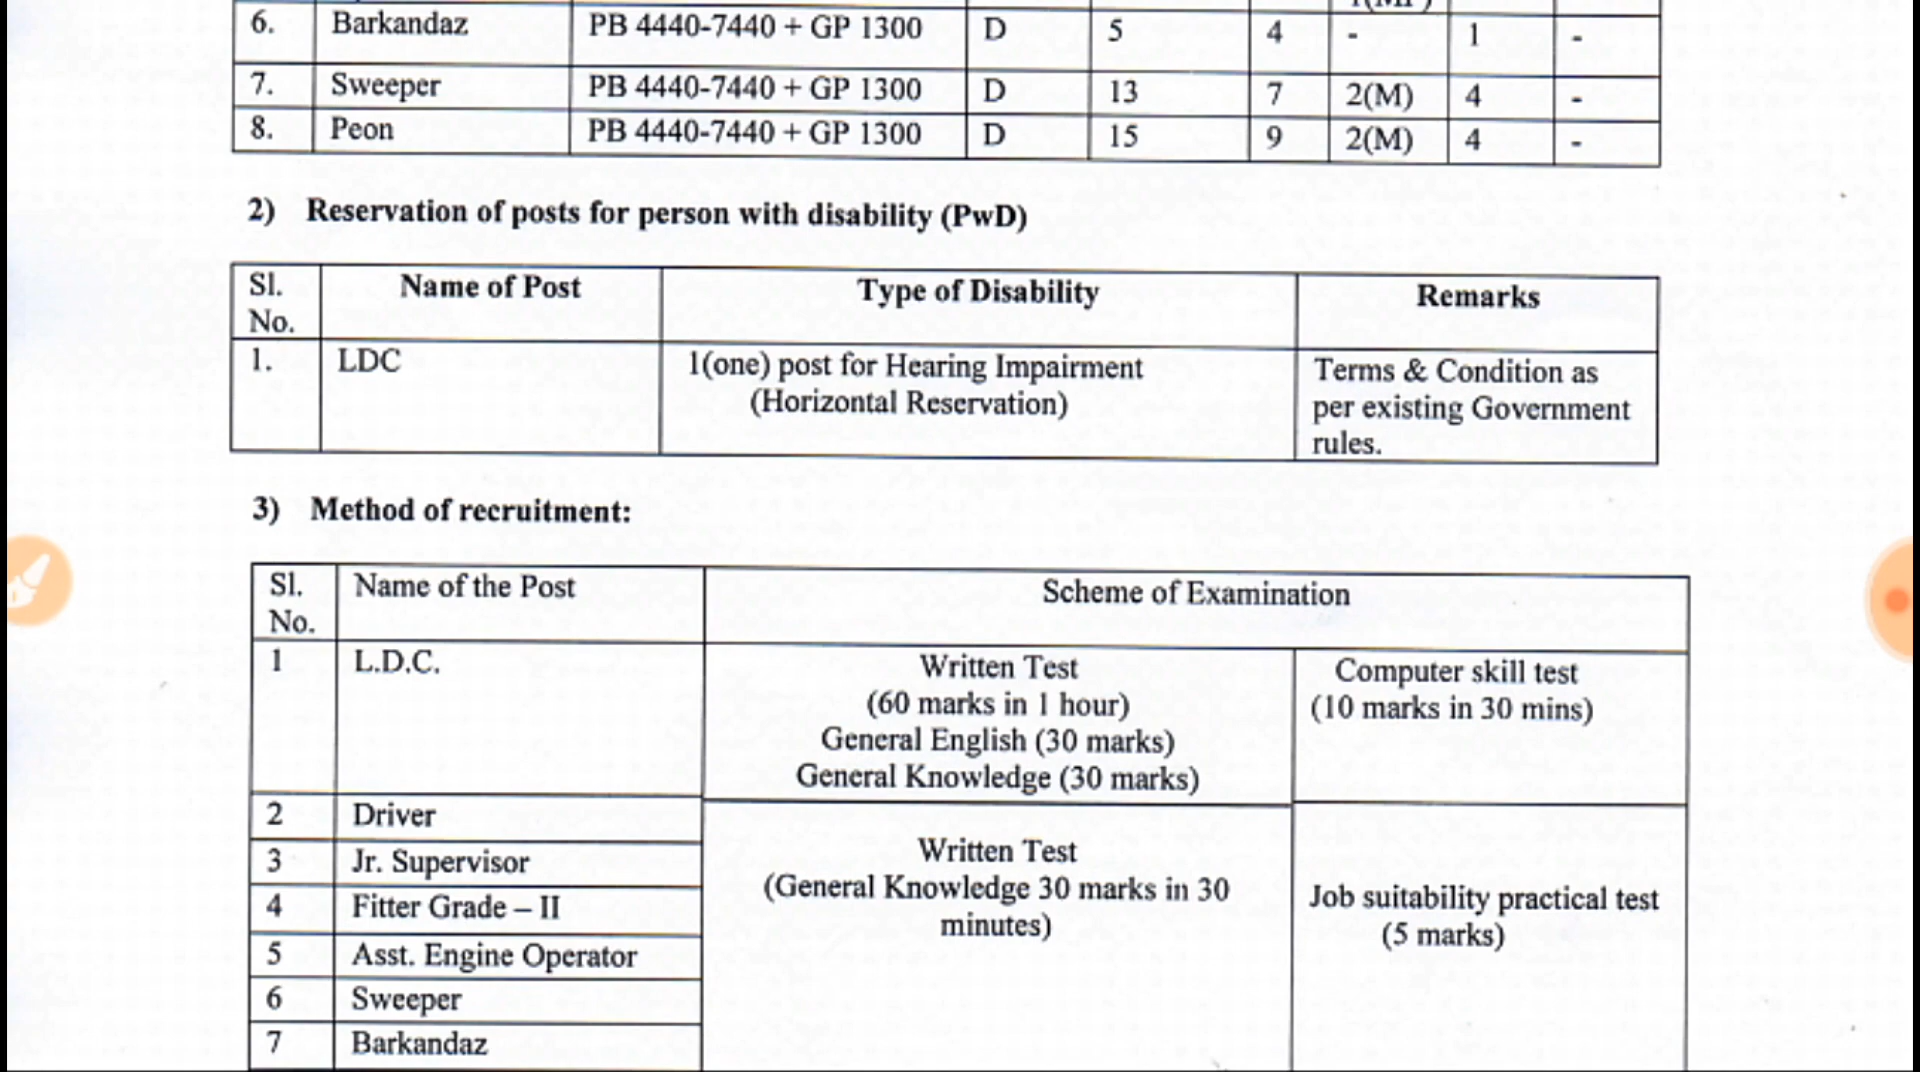 6. Barkandaz PB 4440-7440 + GP 1300 D 5 4 - 1 -
7. Sweeper PB 4440-7440 + GP 1300 D 13 7 2(M) 4 -
8. Peon PB 4440-7440 + GP 1300 D 15 9 2(M) 4 -
2) Reservation of posts for person with disability (PwD)
Sl. No. Name of Post Type of Disability Remarks
1. LDC 1(one) post for Hearing Impairment (Horizontal Reservation) Terms & Condition as per existing Government rules.
3) Method of recruitment:
Sl. No. Name of the Post Scheme of Examination
1 L.D.C.
Written Test
(60 marks in 1 hour)
General English (30 marks)
General Knowledge (30 marks)
Computer skill test
(10 marks in 30 mins)
2 Driver
3 Jr. Supervisor
4 Fitter Grade – II
5 Asst. Engine Operator
6 Sweeper
7 Barkandaz
Written Test
(General Knowledge 30 marks in 30
minutes)
Job suitability practical test
(5 marks)